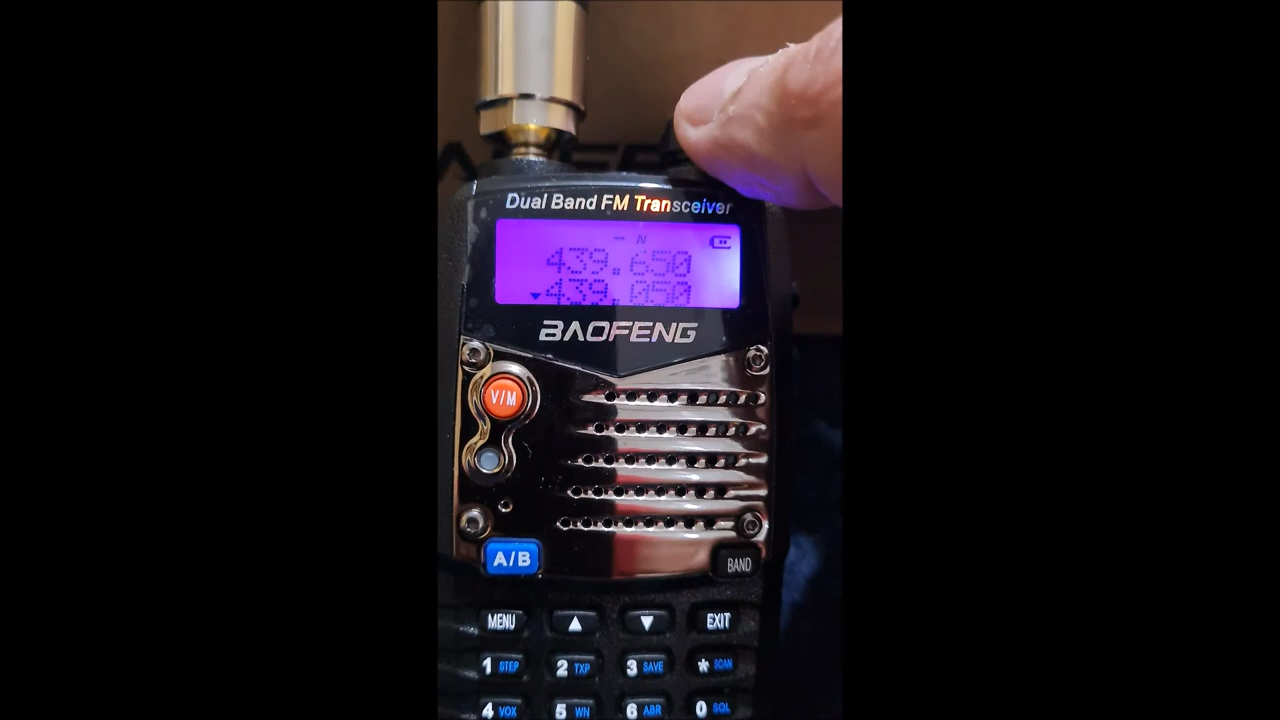 Dual Band FM Transceiver
- N
439.650
▼439.050
BAOFENG
V/M
A/B
BAND
MENU ▲ ▼ EXIT
1 STEP 2 TXP 3 SAVE * SCAN
4 VOX 5 WN 6 ABR 0 SQL